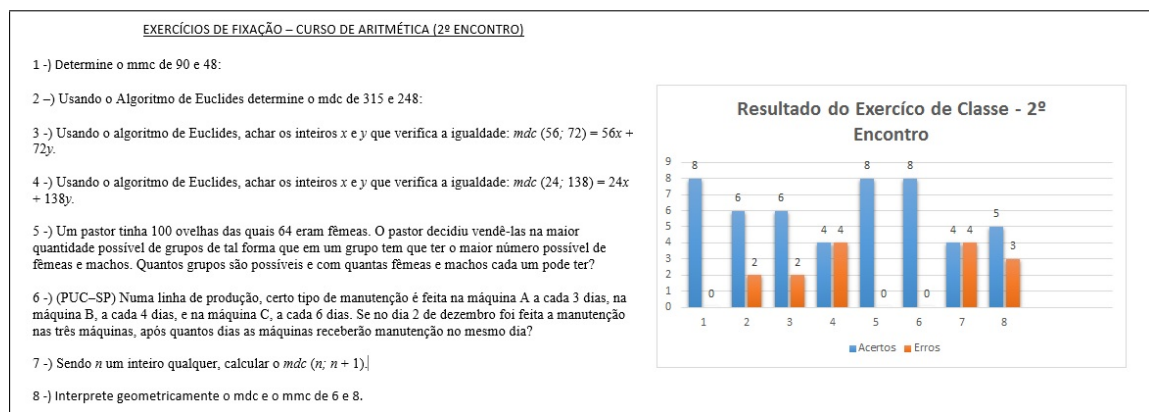 EXERCÍCIOS DE FIXAÇÃO – CURSO DE ARITMÉTICA (2º ENCONTRO)
1 -) Determine o mmc de 90 e 48:
2 –) Usando o Algoritmo de Euclides determine o mdc de 315 e 248:
3 -) Usando o algoritmo de Euclides, achar os inteiros x e y que verifica a igualdade: mdc (56; 72) = 56x +
72y.
4 -) Usando o algoritmo de Euclides, achar os inteiros x e y que verifica a igualdade: mdc (24; 138) = 24x
+ 138y.
5 -) Um pastor tinha 100 ovelhas das quais 64 eram fêmeas. O pastor decidiu vendê-las na maior
quantidade possível de grupos de tal forma que em um grupo tem que ter o maior número possível de
fêmeas e machos. Quantos grupos são possíveis e com quantas fêmeas e machos cada um pode ter?
6 -) (PUC–SP) Numa linha de produção, certo tipo de manutenção é feita na máquina A a cada 3 dias, na
máquina B, a cada 4 dias, e na máquina C, a cada 6 dias. Se no dia 2 de dezembro foi feita a manutenção
nas três máquinas, após quantos dias as máquinas receberão manutenção no mesmo dia?
7 -) Sendo n um inteiro qualquer, calcular o mdc (n; n + 1).
8 -) Interprete geometricamente o mdc e o mmc de 6 e 8.
Resultado do Exercíco de Classe - 2º
Encontro
9
8
7
6
5
4
3
2
1
0
8 0 6 2 6 2 4 4 8 0 8 0 4 4 5 3
1 2 3 4 5 6 7 8
Acertos Erros